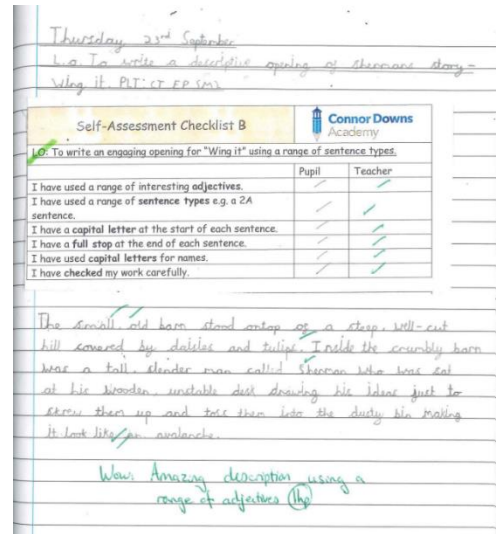 Thursday 23rd September
L.o. To write a descriptive opening of shermans story -
Wing it. PLT: CT EP SM2
Self-Assessment Checklist B
Connor Downs
Academy
LO: To write an engaging opening for "Wing it" using a range of sentence types.
Pupil Teacher
I have used a range of interesting adjectives.
I have used a range of sentence types e.g. a 2A
sentence.
I have a capital letter at the start of each sentence.
I have a full stop at the end of each sentence.
I have used capital letters for names.
I have checked my work carefully.
The small, old barn stood ontop of a steep, well-cut
hill covered by daisies and tulips. Inside the crumbly barn
was a tall, slender man called Sherman who was sat
at his wooden, unstable desk drawing his ideas just to
screw them up and toss them into the dusty bin making
it look like an avalanche.
Wow! Amazing description using a
range of adjectives